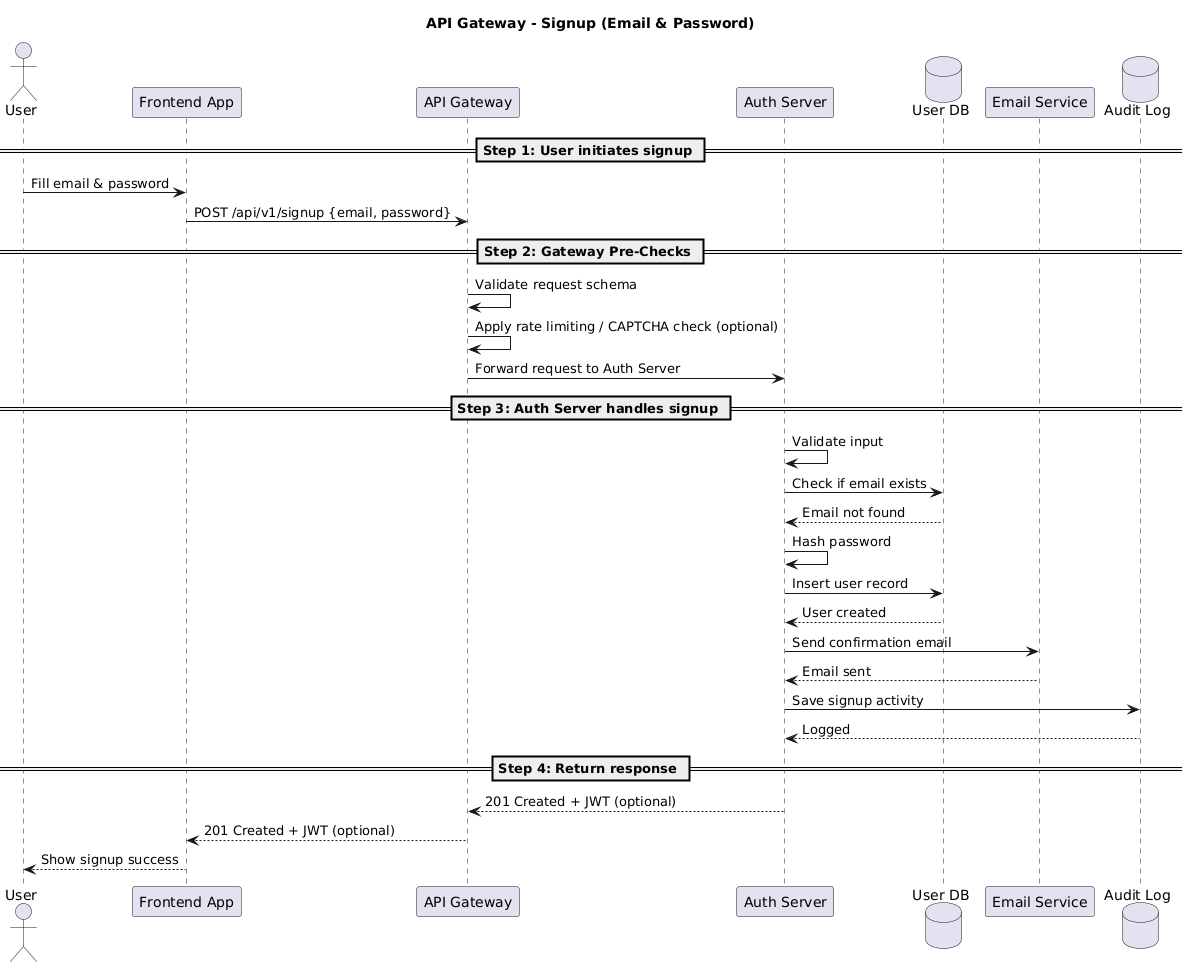 API Gateway - Signup (Email & Password)
User
Frontend App
API Gateway
Auth Server
User DB
Email Service
Audit Log
Step 1: User initiates signup
Fill email & password
POST /api/v1/signup {email, password}
Step 2: Gateway Pre-Checks
Validate request schema
Apply rate limiting / CAPTCHA check (optional)
Forward request to Auth Server
Step 3: Auth Server handles signup
Validate input
Check if email exists
Email not found
Hash password
Insert user record
User created
Send confirmation email
Email sent
Save signup activity
Logged
Step 4: Return response
201 Created + JWT (optional)
201 Created + JWT (optional)
Show signup success
User
Frontend App
API Gateway
Auth Server
User DB
Email Service
Audit Log